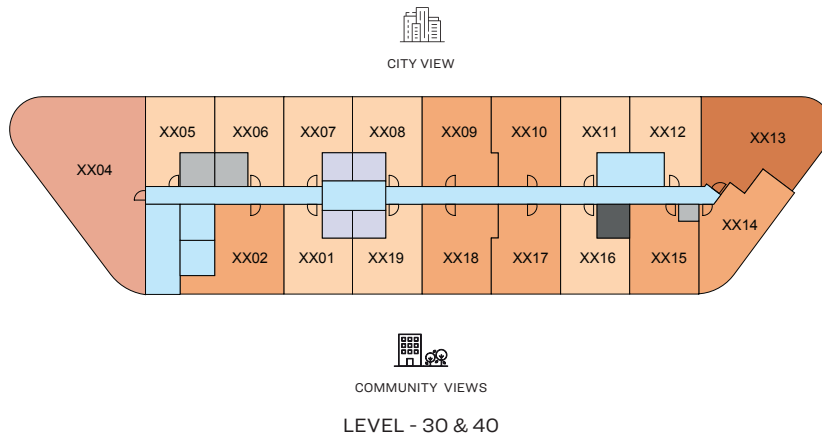 CITY VIEW
XX05 XX06 XX07 XX08 XX09 XX10 XX11 XX12 XX13
XX04
XX14
XX02 XX01 XX19 XX18 XX17 XX16 XX15
COMMUNITY VIEWS
LEVEL - 30 & 40